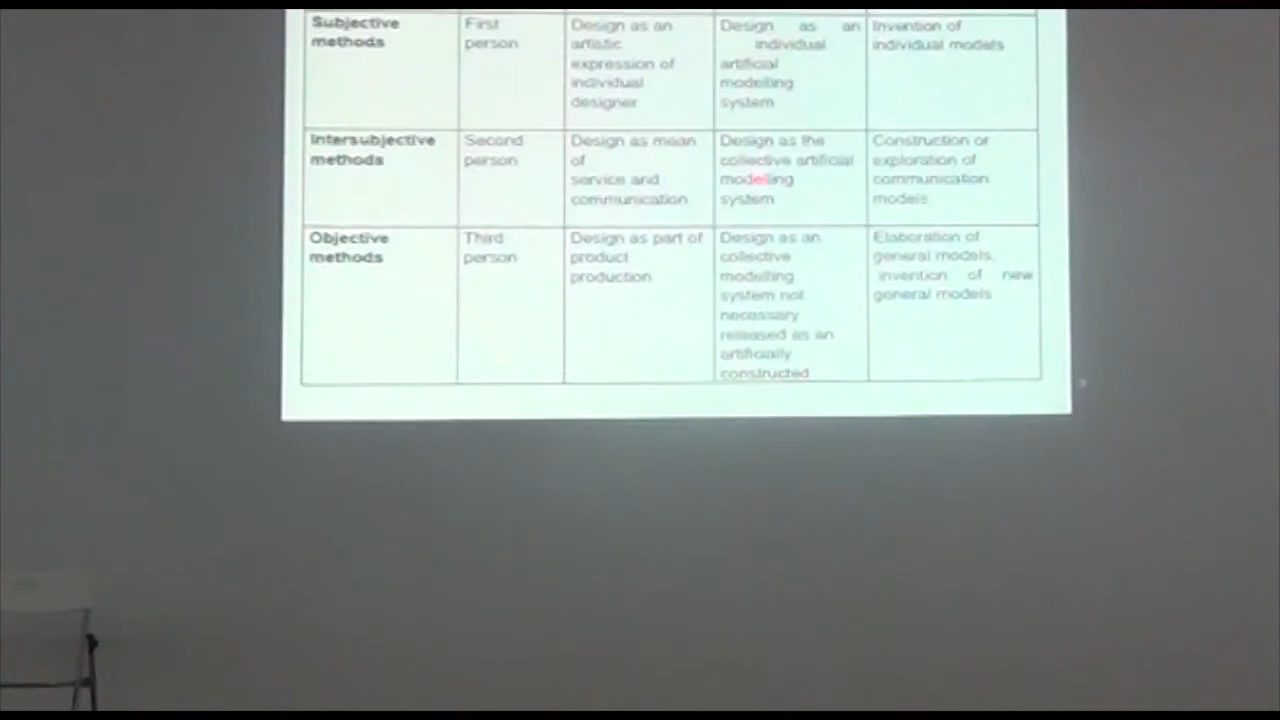 Subjective
methods
First
person
Design as an
artistic
expression of
individual
designer
Design as an
individual
artificial
modelling
system
Invention of
individual models
Intersubjective
methods
Second
person
Design as mean
of
service and
communication
Design as the
collective artificial
modelling
system
Construction or
exploration of
communication
models
Objective
methods
Third
person
Design as part of
product
production
Design as an
collective
modelling
system not
necessary
released as an
artificially
constructed
Elaboration of
general models,
invention of new
general models